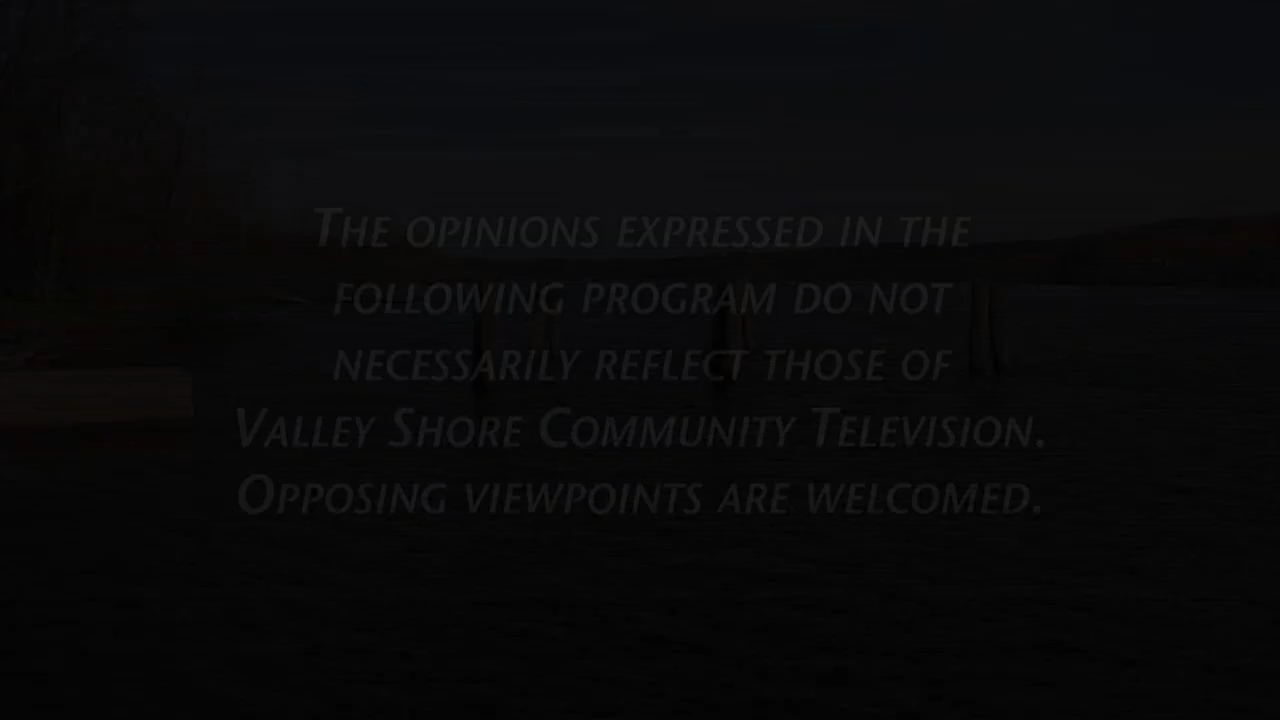 The opinions expressed in the
following program do not
necessarily reflect those of
Valley Shore Community Television.
Opposing viewpoints are welcomed.